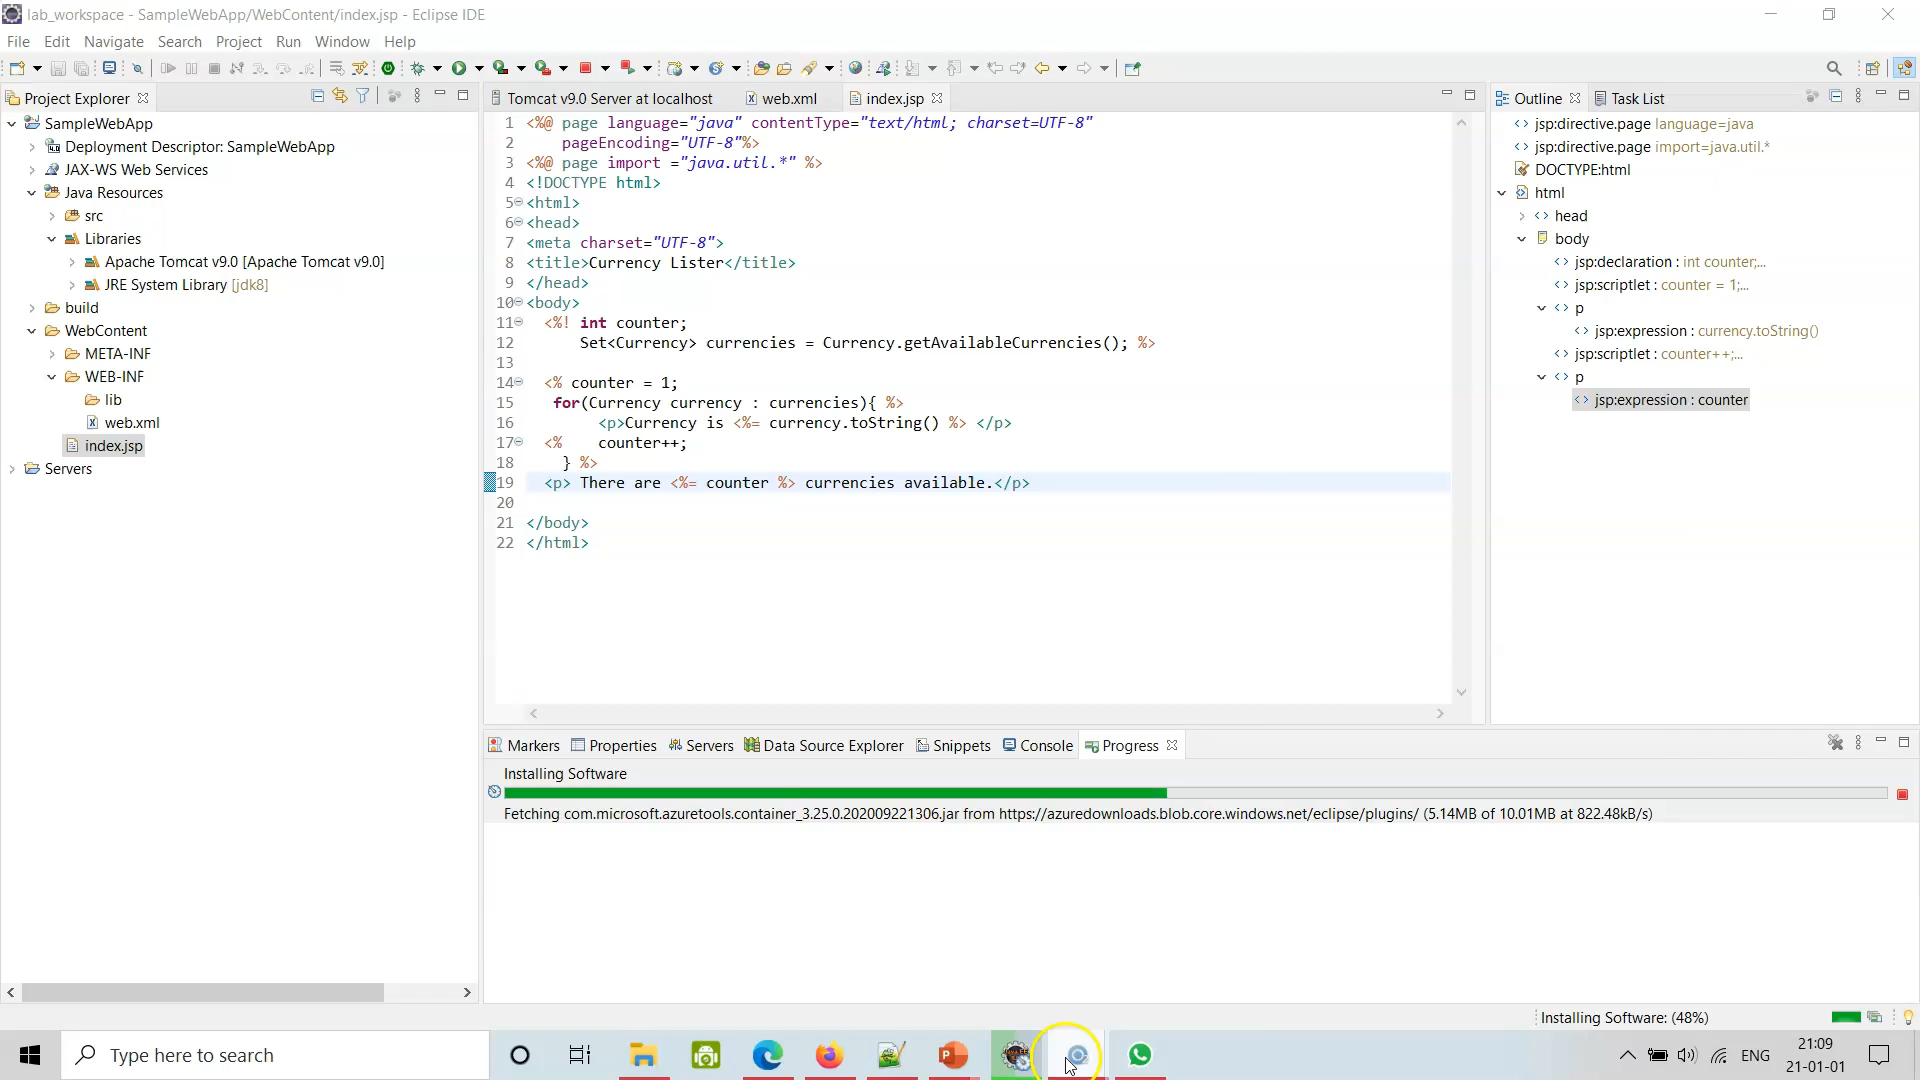 lab_workspace - SampleWebApp/WebContent/index.jsp - Eclipse IDE
File Edit Navigate Search Project Run Window Help
Project Explorer
SampleWebApp
Deployment Descriptor: SampleWebApp
JAX-WS Web Services
Java Resources
src
Libraries
Apache Tomcat v9.0 [Apache Tomcat v9.0]
JRE System Library [jdk8]
build
WebContent
META-INF
WEB-INF
lib
web.xml
index.jsp
Servers
Tomcat v9.0 Server at localhost web.xml index.jsp
1 <%@ page language="java" contentType="text/html; charset=UTF-8"
2 pageEncoding="UTF-8"%>
3 <%@ page import ="java.util.*" %>
4 <!DOCTYPE html>
5 <html>
6 <head>
7 <meta charset="UTF-8">
8 <title>Currency Lister</title>
9 </head>
10 <body>
11 <%! int counter;
12 Set<Currency> currencies = Currency.getAvailableCurrencies(); %>
13
14 <% counter = 1;
15 for(Currency currency : currencies){ %>
16 <p>Currency is <%= currency.toString() %> </p>
17 <% counter++;
18 } %>
19 <p> There are <%= counter %> currencies available.</p>
20
21 </body>
22 </html>
Outline Task List
jsp:directive.page language=java
jsp:directive.page import=java.util.*
DOCTYPE:html
html
head
body
jsp:declaration : int counter;...
jsp:scriptlet : counter = 1;...
p
jsp:expression : currency.toString()
jsp:scriptlet : counter++;...
p
jsp:expression : counter
Markers Properties Servers Data Source Explorer Snippets Console Progress
Installing Software
Fetching com.microsoft.azuretools.container_3.25.0.202009221306.jar from https://azuredownloads.blob.core.windows.net/eclipse/plugins/ (5.14MB of 10.01MB at 822.48kB/s)
Installing Software: (48%)
Type here to search
ENG
21:09
21-01-01